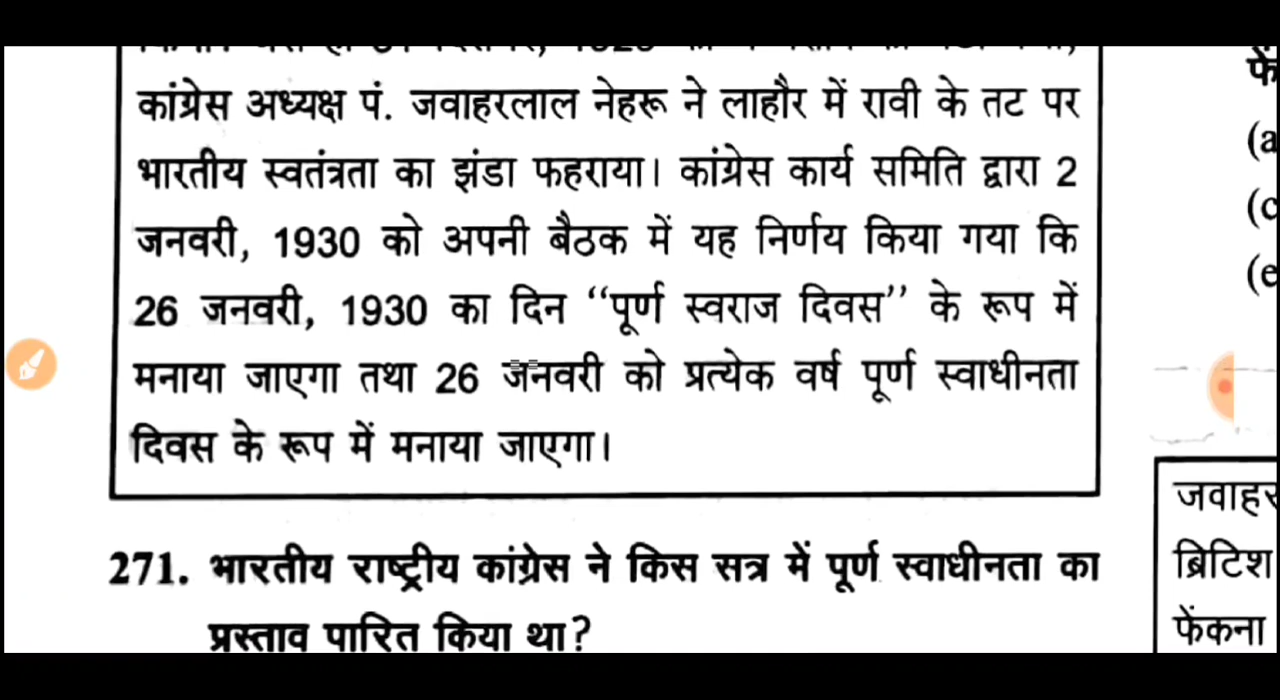 कांग्रेस अध्यक्ष पं. जवाहरलाल नेहरू ने लाहौर में रावी के तट पर
भारतीय स्वतंत्रता का झंडा फहराया। कांग्रेस कार्य समिति द्वारा 2
जनवरी, 1930 को अपनी बैठक में यह निर्णय किया गया कि
26 जनवरी, 1930 का दिन ‘‘पूर्ण स्वराज दिवस’’ के रूप में
मनाया जाएगा तथा 26 जनवरी को प्रत्येक वर्ष पूर्ण स्वाधीनता
दिवस के रूप में मनाया जाएगा।
271. भारतीय राष्ट्रीय कांग्रेस ने किस सत्र में पूर्ण स्वाधीनता का
प्रस्ताव पारित किया था?
फें
(a
(c
(e
जवाहर
ब्रिटिश
फेंकना